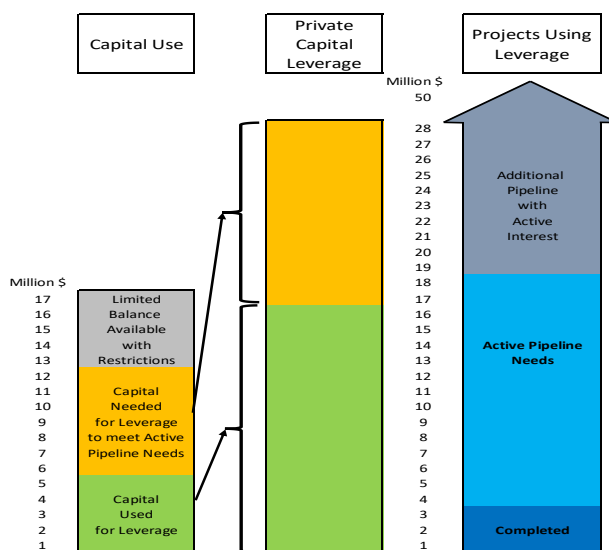 Capital Use
Private
Capital
Leverage
Projects Using
Leverage
Million $
50
28
27
26
25
24
23
22
21
20
19
18
17
16
15
14
13
12
11
10
9
8
7
6
5
4
3
2
1
Million $
17
16
15
14
13
12
11
10
9
8
7
6
5
4
3
2
1
Limited
Balance
Available
with
Restrictions
Capital
Needed
for Leverage
to meet Active
Pipeline Needs
Capital
Used
for Leverage
Additional
Pipeline
with
Active
Interest
Active Pipeline
Needs
Completed